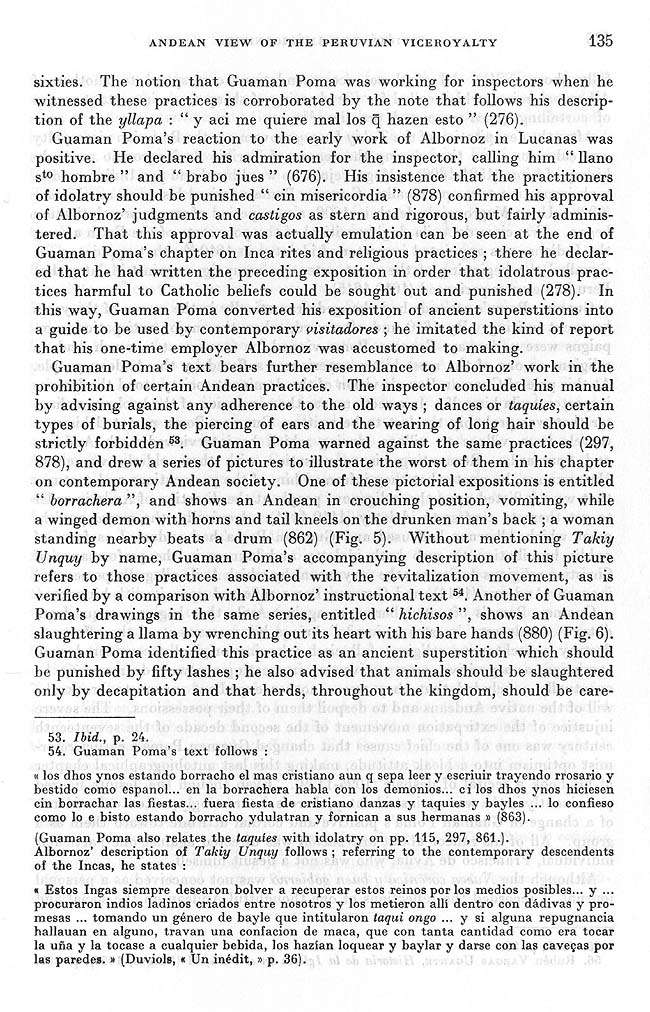 ANDEAN VIEW OF THE PERUVIAN VICEROYALTY 135
sixties. The notion that Guaman Poma was working for inspectors when he
witnessed these practices is corroborated by the note that follows his descrip-
tion of the yllapa : “ y aci me quiere mal los q̃ hazen esto ” (276).
Guaman Poma's reaction to the early work of Albornoz in Lucanas was
positive. He declared his admiration for the inspector, calling him “ llano
sto hombre ” and “ brabo jues ” (676). His insistence that the practitioners
of idolatry should be punished “ cin misericordia ” (878) confirmed his approval
of Albornoz' judgments and castigos as stern and rigorous, but fairly adminis-
tered. That this approval was actually emulation can be seen at the end of
Guaman Poma's chapter on Inca rites and religious practices ; there he declar-
ed that he had written the preceding exposition in order that idolatrous prac-
tices harmful to Catholic beliefs could be sought out and punished (278). In
this way, Guaman Poma converted his exposition of ancient superstitions into
a guide to be used by contemporary visitadores ; he imitated the kind of report
that his one-time employer Albornoz was accustomed to making.
Guaman Poma's text bears further resemblance to Albornoz' work in the
prohibition of certain Andean practices. The inspector concluded his manual
by advising against any adherence to the old ways ; dances or taquíes, certain
types of burials, the piercing of ears and the wearing of long hair should be
strictly forbidden 53. Guaman Poma warned against the same practices (297,
878), and drew a series of pictures to illustrate the worst of them in his chapter
on contemporary Andean society. One of these pictorial expositions is entitled
“ borrachera ”, and shows an Andean in crouching position, vomiting, while
a winged demon with horns and tail kneels on the drunken man's back ; a woman
standing nearby beats a drum (862) (Fig. 5). Without mentioning Takiy
Unquy by name, Guaman Poma's accompanying description of this picture
refers to those practices associated with the revitalization movement, as is
verified by a comparison with Albornoz' instructional text 54. Another of Guaman
Poma's drawings in the same series, entitled “ hichisos ”, shows an Andean
slaughtering a llama by wrenching out its heart with his bare hands (880) (Fig. 6).
Guaman Poma identified this practice as an ancient superstition which should
be punished by fifty lashes ; he also advised that animals should be slaughtered
only by decapitation and that herds, throughout the kingdom, should be care-
53. Ibid., p. 24.
54. Guaman Poma's text follows :
« los dhos ynos estando borracho el mas cristiano aun q sepa leer y escriuir trayendo rrosario y
bestido como espanol... en la borrachera habla con los demonios... ci los dhos ynos hiciesen
cin borrachar las fiestas... fuera fiesta de cristiano danzas y taquies y bayles ... lo confieso
como lo e bisto estando borracho ydulatran y fornican a sus hermanas » (863).
(Guaman Poma also relates the taquies with idolatry on pp. 115, 297, 861.).
Albornoz' description of Takiy Unquy follows ; referring to the contemporary descendents
of the Incas, he states :
« Estos Ingas siempre desearon bolver a recuperar estos reinos por los medios posibles... y ...
procuraron indios ladinos criados entre nosotros y los metieron allí dentro con dádivas y pro-
mesas ... tomando un género de bayle que intitularon taqui ongo ... y si alguna repugnancia
hallauan en alguno, travan una confacion de maca, que con tanta cantidad como era tocar
la uña y la tocase a cualquier bebida, los hazían loquear y baylar y darse con las caveças por
las paredes. » (Duviols, « Un inédit, » p. 36).